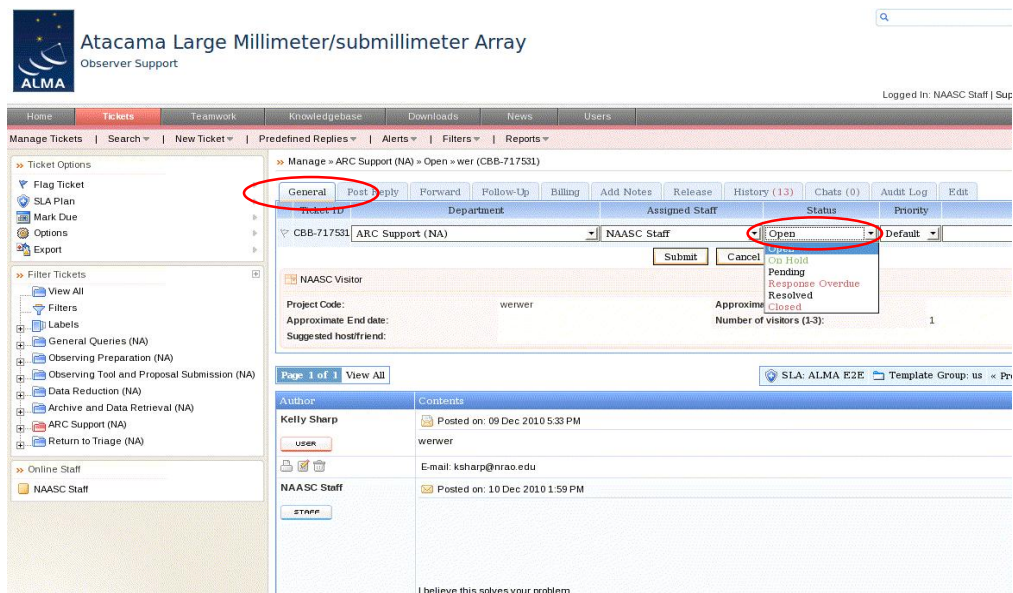 Atacama Large Millimeter/submillimeter Array
Observer Support
ALMA
Logged In: NAASC Staff | Sup
Home Tickets Teamwork Knowledgebase Downloads News Users
Manage Tickets | Search | New Ticket | Predefined Replies | Alerts | Filters | Reports
» Ticket Options
Flag Ticket
SLA Plan
Mark Due
Options
Export
» Filter Tickets
View All
Filters
Labels
General Queries (NA)
Observing Preparation (NA)
Observing Tool and Proposal Submission (NA)
Data Reduction (NA)
Archive and Data Retrieval (NA)
ARC Support (NA)
Return to Triage (NA)
» Online Staff
NAASC Staff
» Manage » ARC Support (NA) » Open » wer (CBB-717531)
General Post Reply Forward Follow-Up Billing Add Notes Release History (13) Chats (0) Audit Log Edit
Ticket ID Department Assigned Staff Status Priority
CBB-717531 ARC Support (NA) NAASC Staff Open Default
Submit Cancel
Open
On Hold
Pending
Response Overdue
Resolved
Closed
NAASC Visitor
Project Code: werwer Approxima
Approximate End date: Number of visitors (1-3): 1
Suggested host/friend:
Page 1 of 1 View All
SLA: ALMA E2E Template Group: us « Pr
Author Contents
Kelly Sharp Posted on: 09 Dec 2010 5:33 PM
USER werwer
E-mail: ksharp@nrao.edu
NAASC Staff Posted on: 10 Dec 2010 1:59 PM
STAFF
I believe this solves your problem